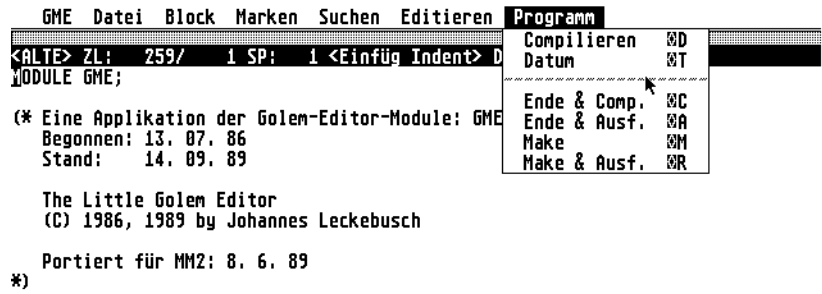 GME Datei Block Marken Suchen Editieren Programm
<ALTE> ZL: 259/ 1 SP: 1 <Einfüg Indent> D
MODULE GME;
(* Eine Applikation der Golem-Editor-Module: GME
Begonnen: 13. 07. 86
Stand: 14. 09. 89
The Little Golem Editor
(C) 1986, 1989 by Johannes Leckebusch
Portiert für MM2: 8. 6. 89
*)
Compilieren ◊D
Datum ◊T
Ende & Comp. ◊C
Ende & Ausf. ◊A
Make ◊M
Make & Ausf. ◊R